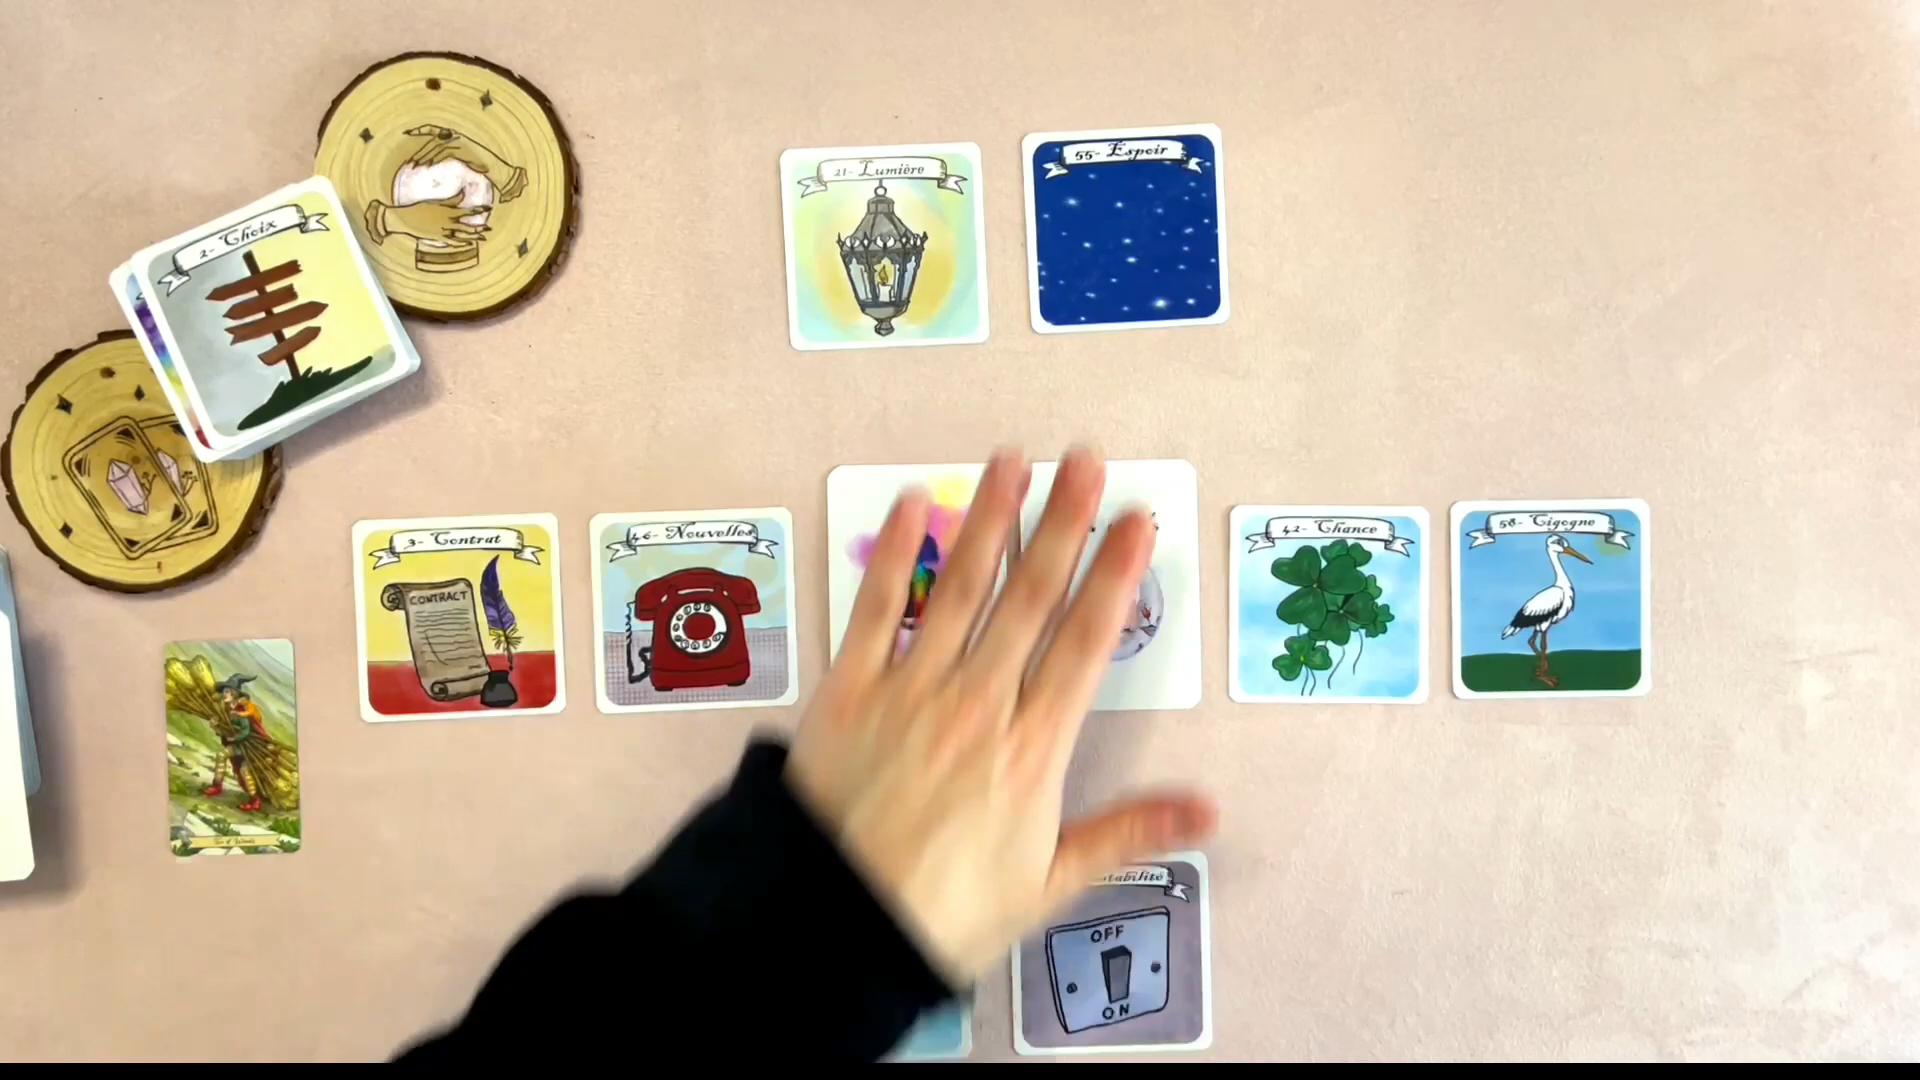 21- Lumière
55- Espoir
2- Choix
3- Contrat
CONTRACT
46- Nouvelles
42- Chance
58- Cigogne
OFF
ON